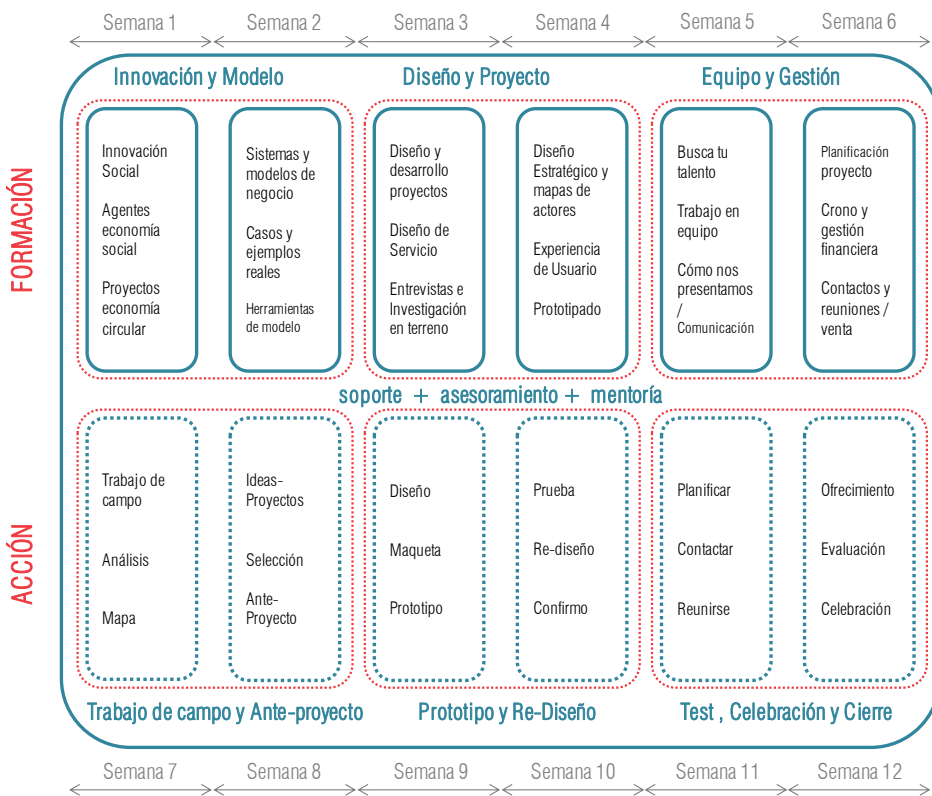 Semana 1
Semana 2
Semana 3
Semana 4
Semana 5
Semana 6
Innovación y Modelo
Diseño y Proyecto
Equipo y Gestión
FORMACIÓN
Innovación
Social
Agentes
economía
social
Proyectos
economía
circular
Sistemas y
modelos de
negocio
Casos y
ejemplos
reales
Herramientas
de modelo
Diseño y
desarrollo
proyectos
Diseño de
Servicio
Entrevistas e
Investigación
en terreno
Diseño
Estratégico y
mapas de
actores
Experiencia
de Usuario
Prototipado
Busca tu
talento
Trabajo en
equipo
Cómo nos
presentamos
/
Comunicación
Planificación
proyecto
Crono y
gestión
financiera
Contactos y
reuniones /
venta
soporte + asesoramiento + mentoría
ACCIÓN
Trabajo de
campo
Análisis
Mapa
Ideas-
Proyectos
Selección
Ante-
Proyecto
Diseño
Maqueta
Prototipo
Prueba
Re-diseño
Confirmo
Planificar
Contactar
Reunirse
Ofrecimiento
Evaluación
Celebración
Trabajo de campo y Ante-proyecto
Prototipo y Re-Diseño
Test , Celebración y Cierre
Semana 7
Semana 8
Semana 9
Semana 10
Semana 11
Semana 12